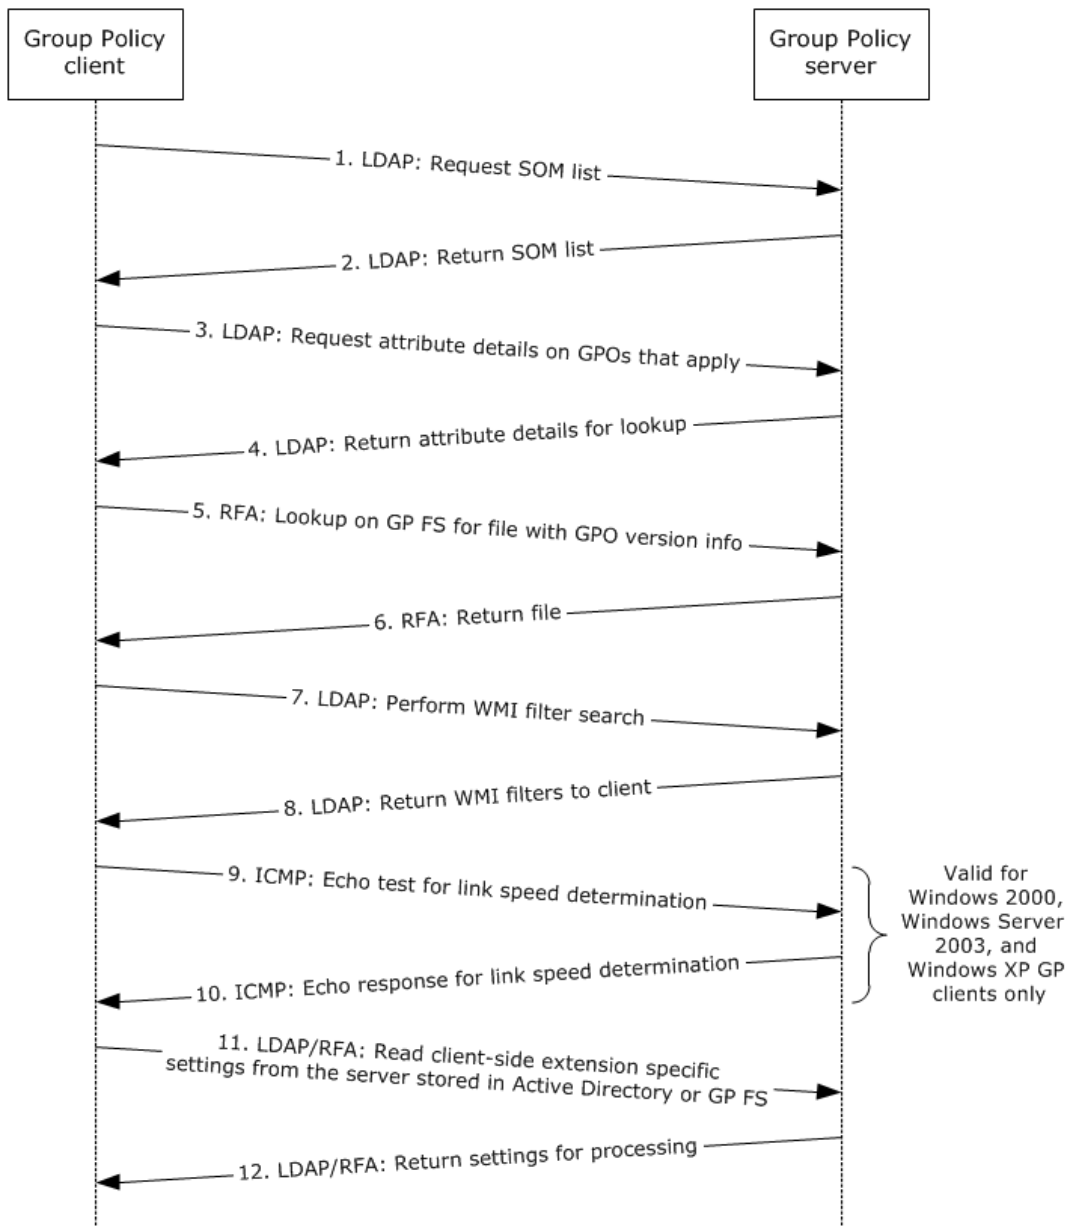 Group Policy
client
Group Policy
server
1. LDAP: Request SOM list
2. LDAP: Return SOM list
3. LDAP: Request attribute details on GPOs that apply
4. LDAP: Return attribute details for lookup
5. RFA: Lookup on GP FS for file with GPO version info
6. RFA: Return file
7. LDAP: Perform WMI filter search
8. LDAP: Return WMI filters to client
9. ICMP: Echo test for link speed determination
Valid for
Windows 2000,
Windows Server
2003, and
Windows XP GP
clients only
10. ICMP: Echo response for link speed determination
11. LDAP/RFA: Read client-side extension specific
settings from the server stored in Active Directory or GP FS
12. LDAP/RFA: Return settings for processing